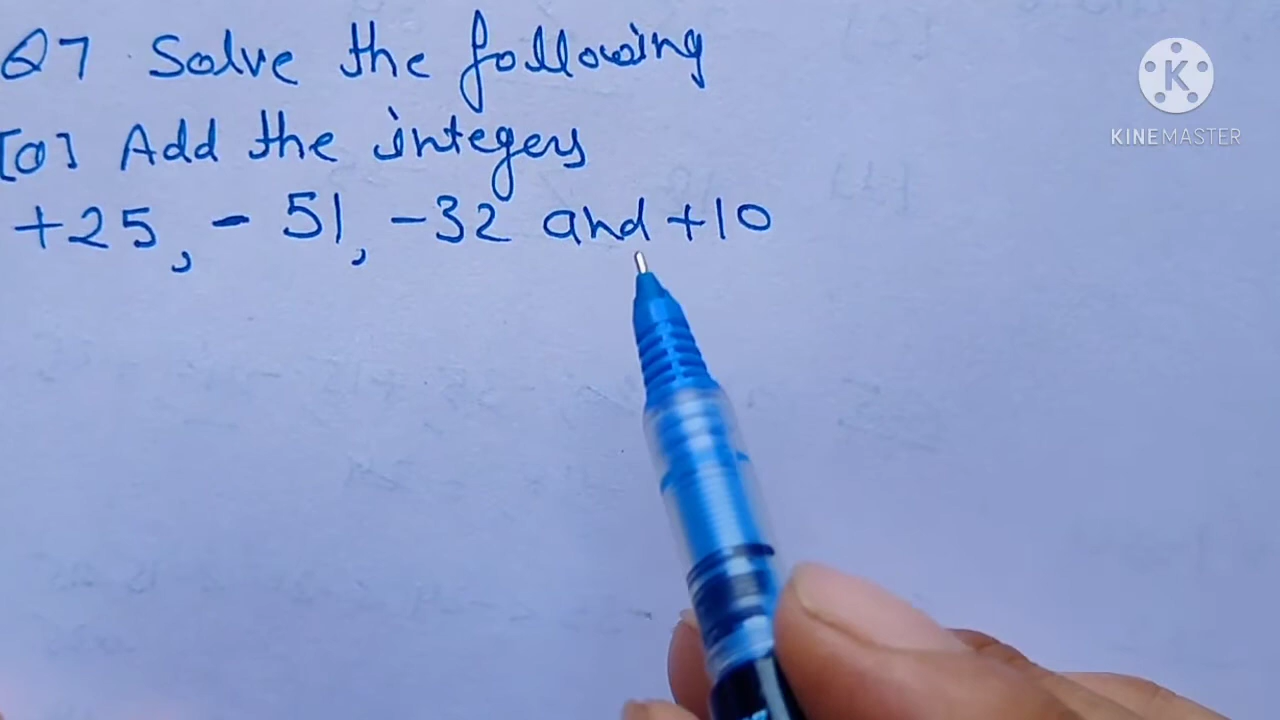 Q7 Solve the following
[a] Add the integers
+25, - 51, -32 and +10
K
KINEMASTER